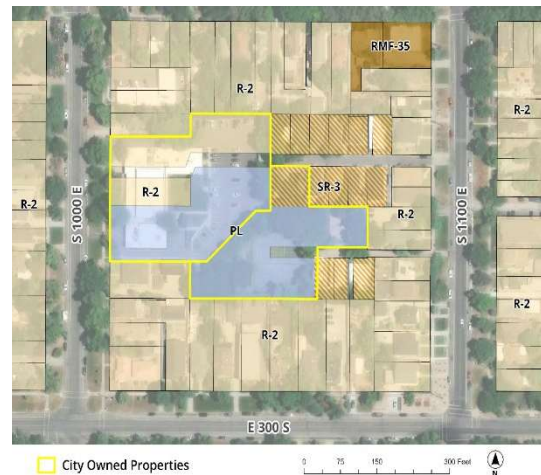 RMF-35
R-2
R-2
S 1000 E
S 1100 E
R-2
R-2
SR-3
R-2
PL
R-2
R-2
E 300 S
City Owned Properties
0 75 150 300 Feet
N